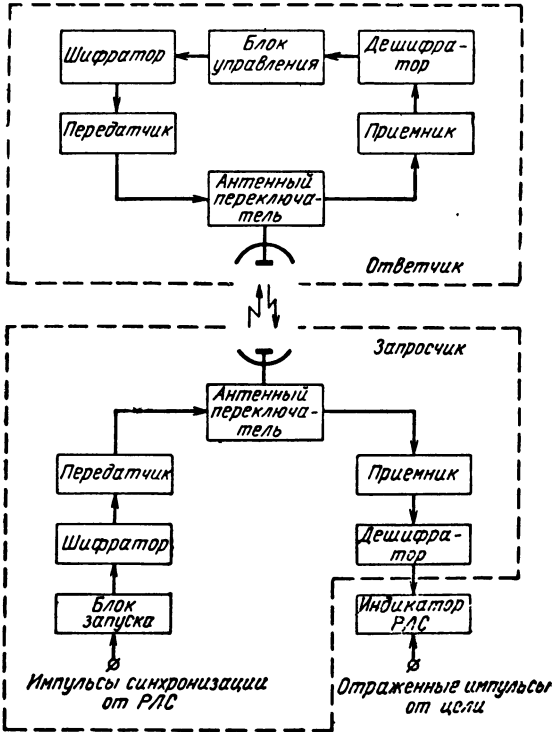 Шифратор
Блок
управления
Дешифра-
тор
Передатчик
Приемник
Антенный
переключа-
тель
Ответчик
Запросчик
Антенный
переключа-
тель
Передатчик
Приемник
Шифратор
Дешифра-
тор
Блок
запуска
Индикатор
РЛС
Импульсы синхронизации
от РЛС
Отраженные импульсы
от цели